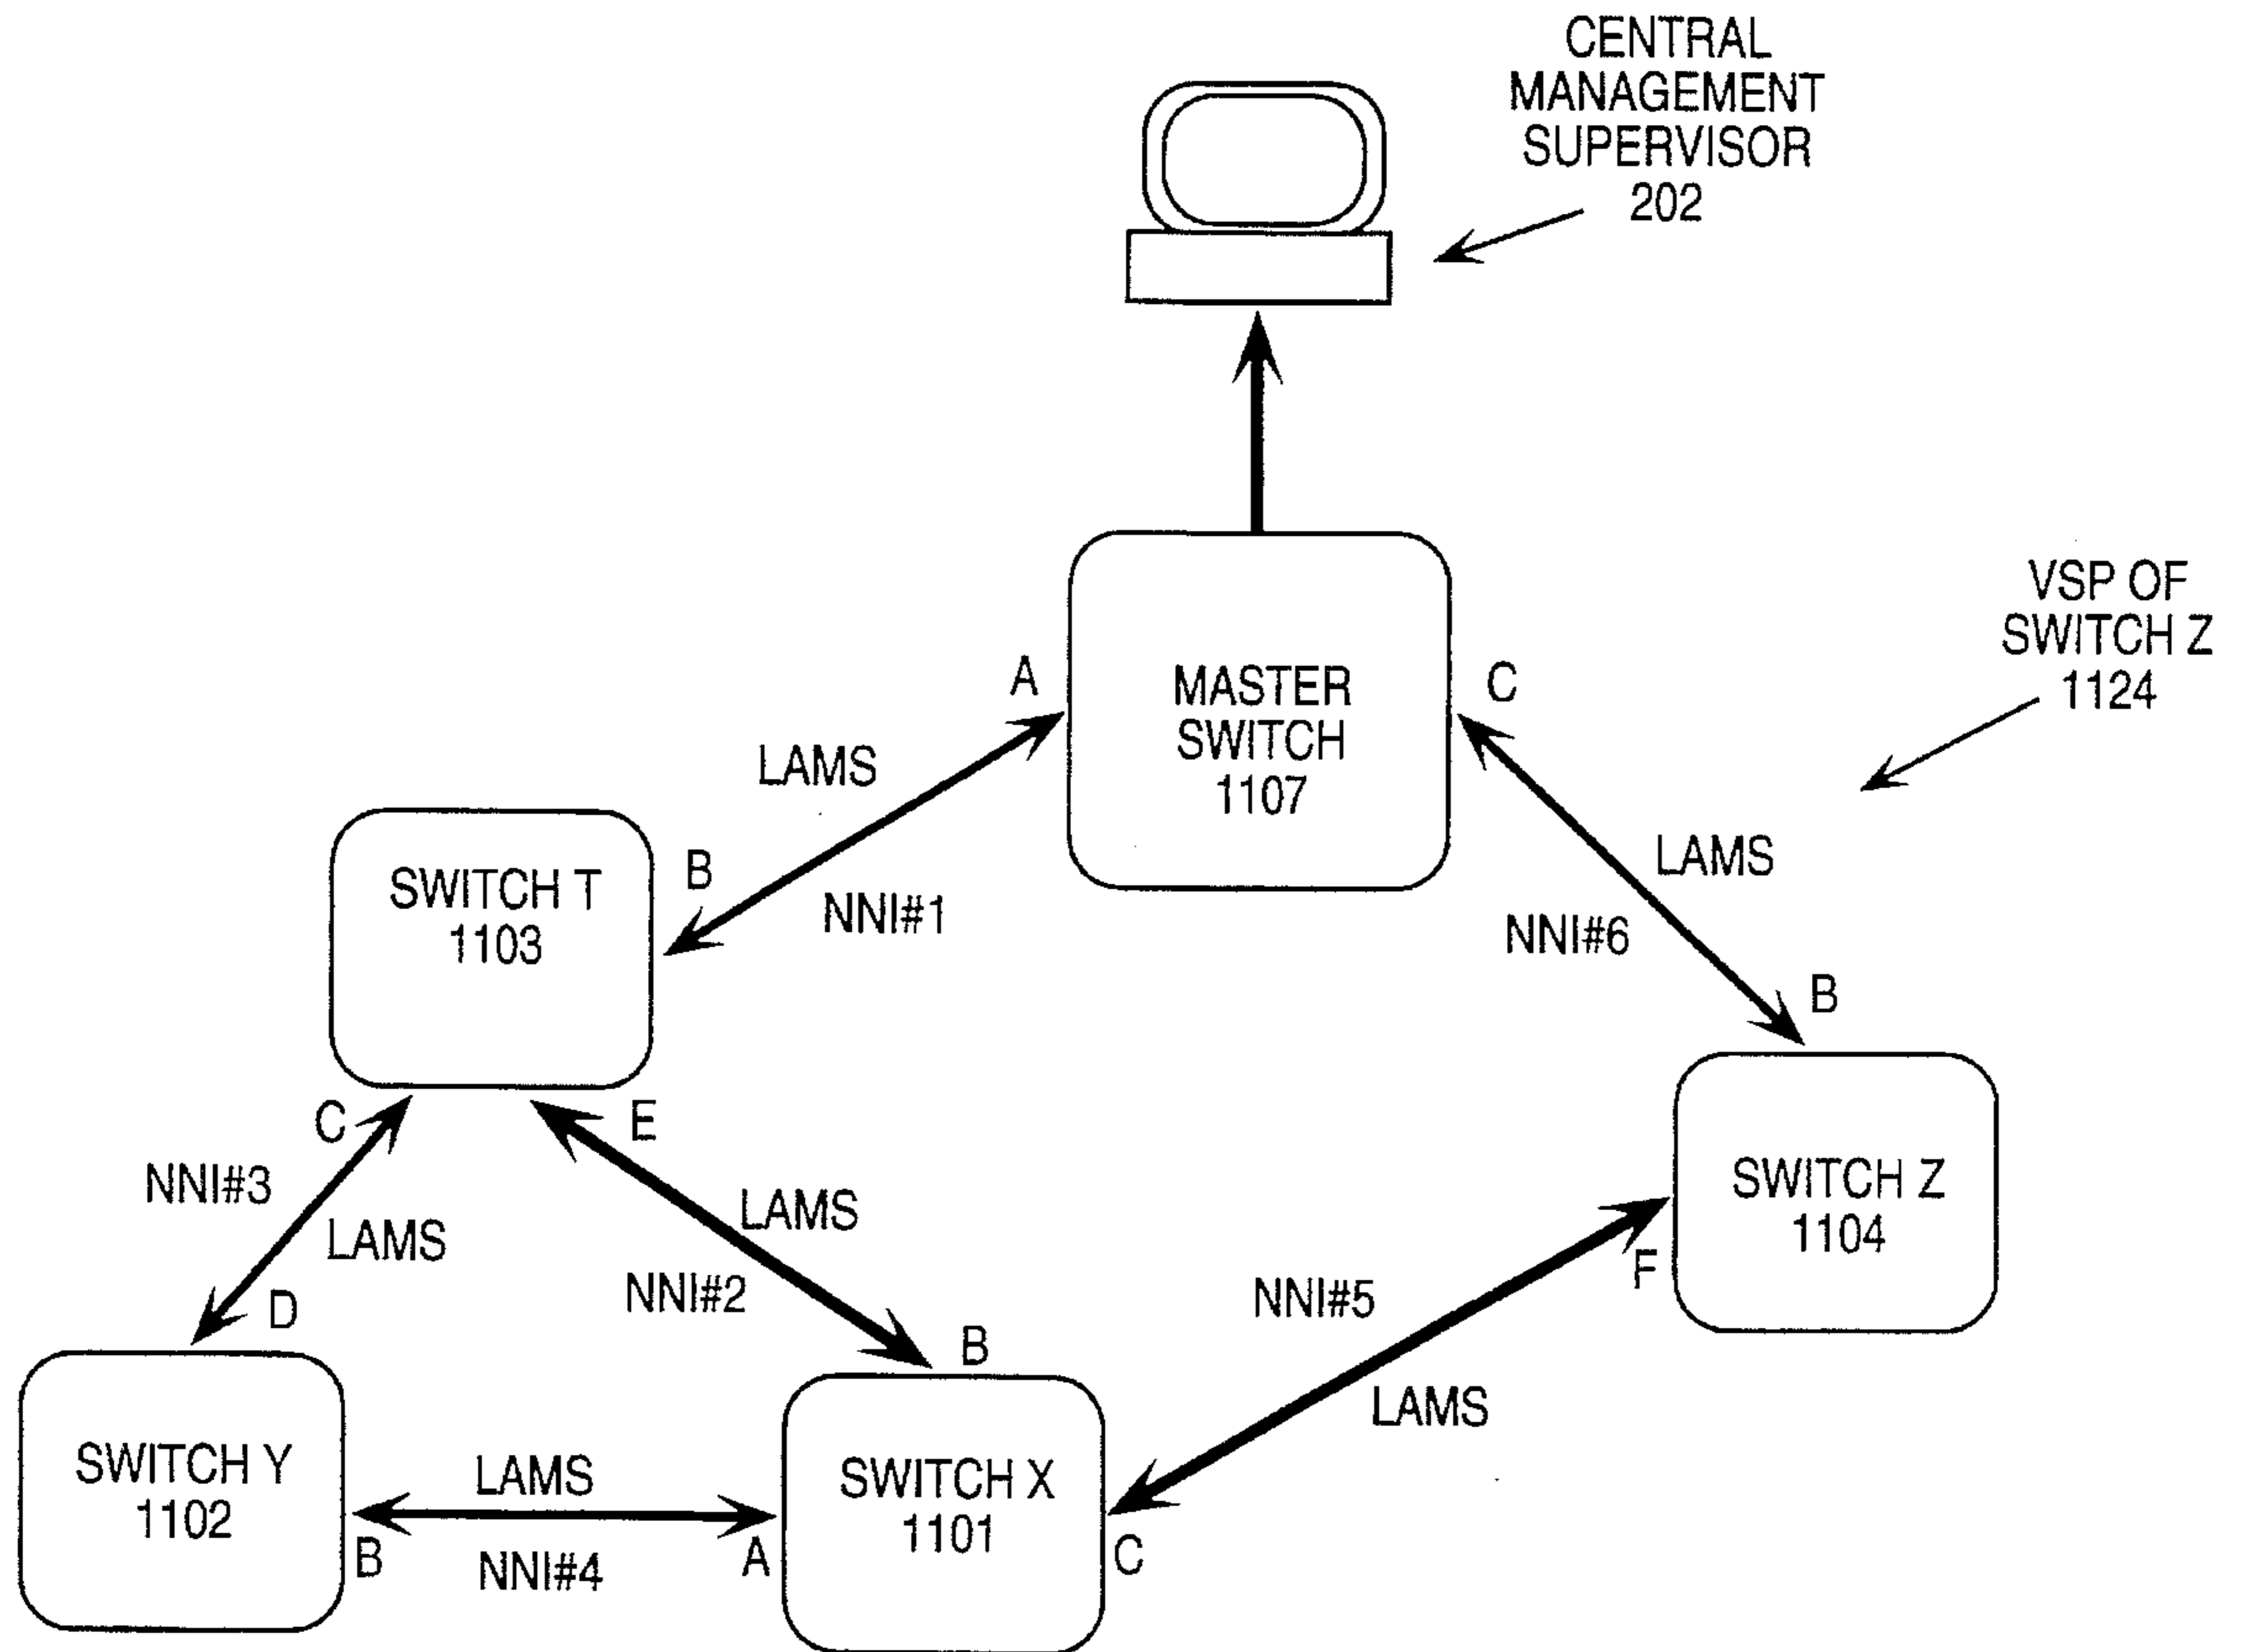 CENTRAL
MANAGEMENT
SUPERVISOR
202
VSP OF
SWITCH Z
1124
A
MASTER
SWITCH
1107
C
LAMS
LAMS
B
NNI#1
NNI#6
B
SWITCH T
1103
C
E
NNI#3
LAMS
LAMS
NNI#2
D
B
NNI#5
F
LAMS
SWITCH Z
1104
SWITCH Y
1102
B
LAMS
NNI#4
A
SWITCH X
1101
C